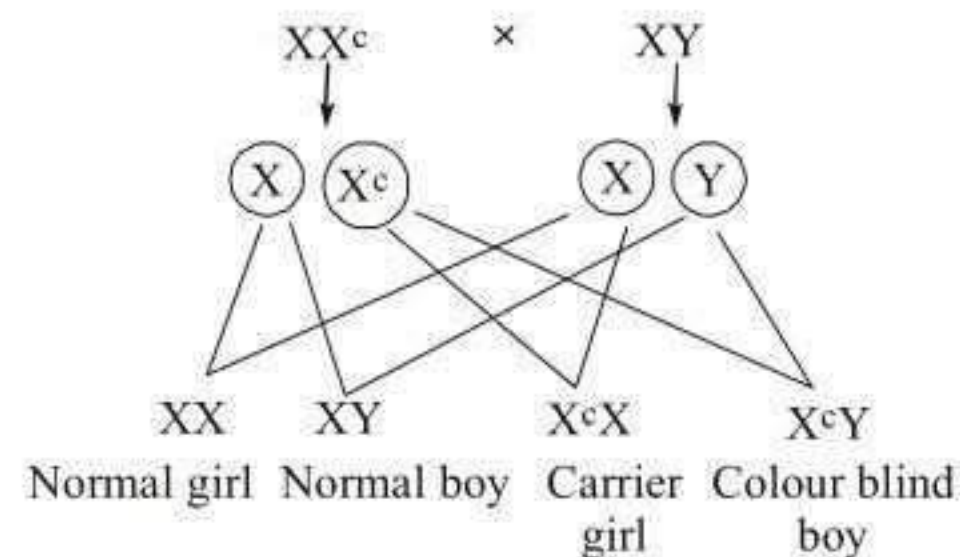 XXᶜ × XY
X Xᶜ X Y
XX XY XᶜX XᶜY
Normal girl Normal boy Carrier girl Colour blind boy